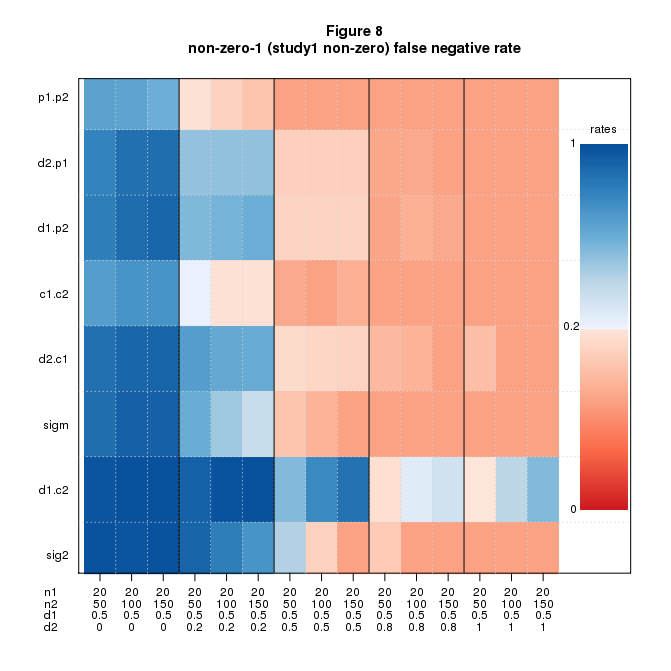 Figure 8
non-zero-1 (study1 non-zero) false negative rate
p1.p2
d2.p1
d1.p2
c1.c2
d2.c1
sigm
d1.c2
sig2
rates
1
0.2
0
n1 20 20 20 20 20 20 20 20 20 20 20 20 20 20 20
n2 50 100 150 50 100 150 50 100 150 50 100 150 50 100 150
d1 0.5 0.5 0.5 0.5 0.5 0.5 0.5 0.5 0.5 0.5 0.5 0.5 0.5 0.5 0.5
d2 0 0 0 0.2 0.2 0.2 0.5 0.5 0.5 0.8 0.8 0.8 1 1 1